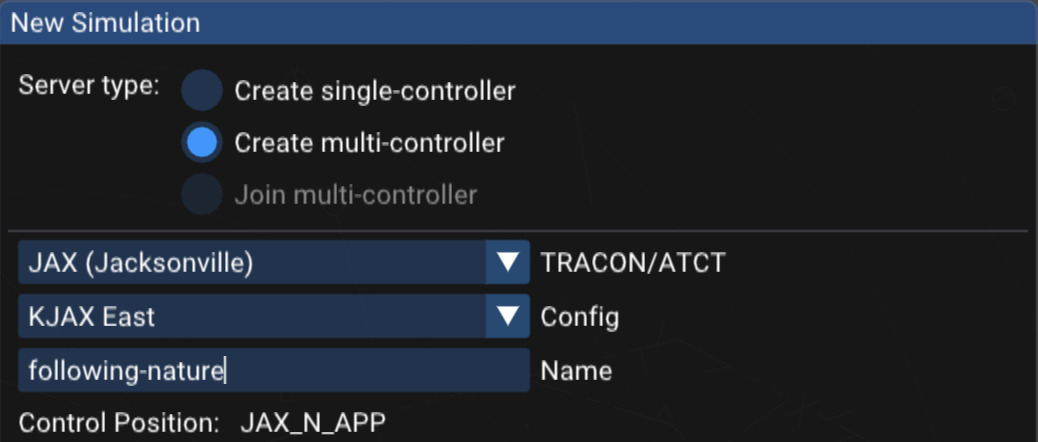 New Simulation
Server type: Create single-controller
Create multi-controller
Join multi-controller
JAX (Jacksonville) TRACON/ATCT
KJAX East Config
following-nature Name
Control Position: JAX_N_APP